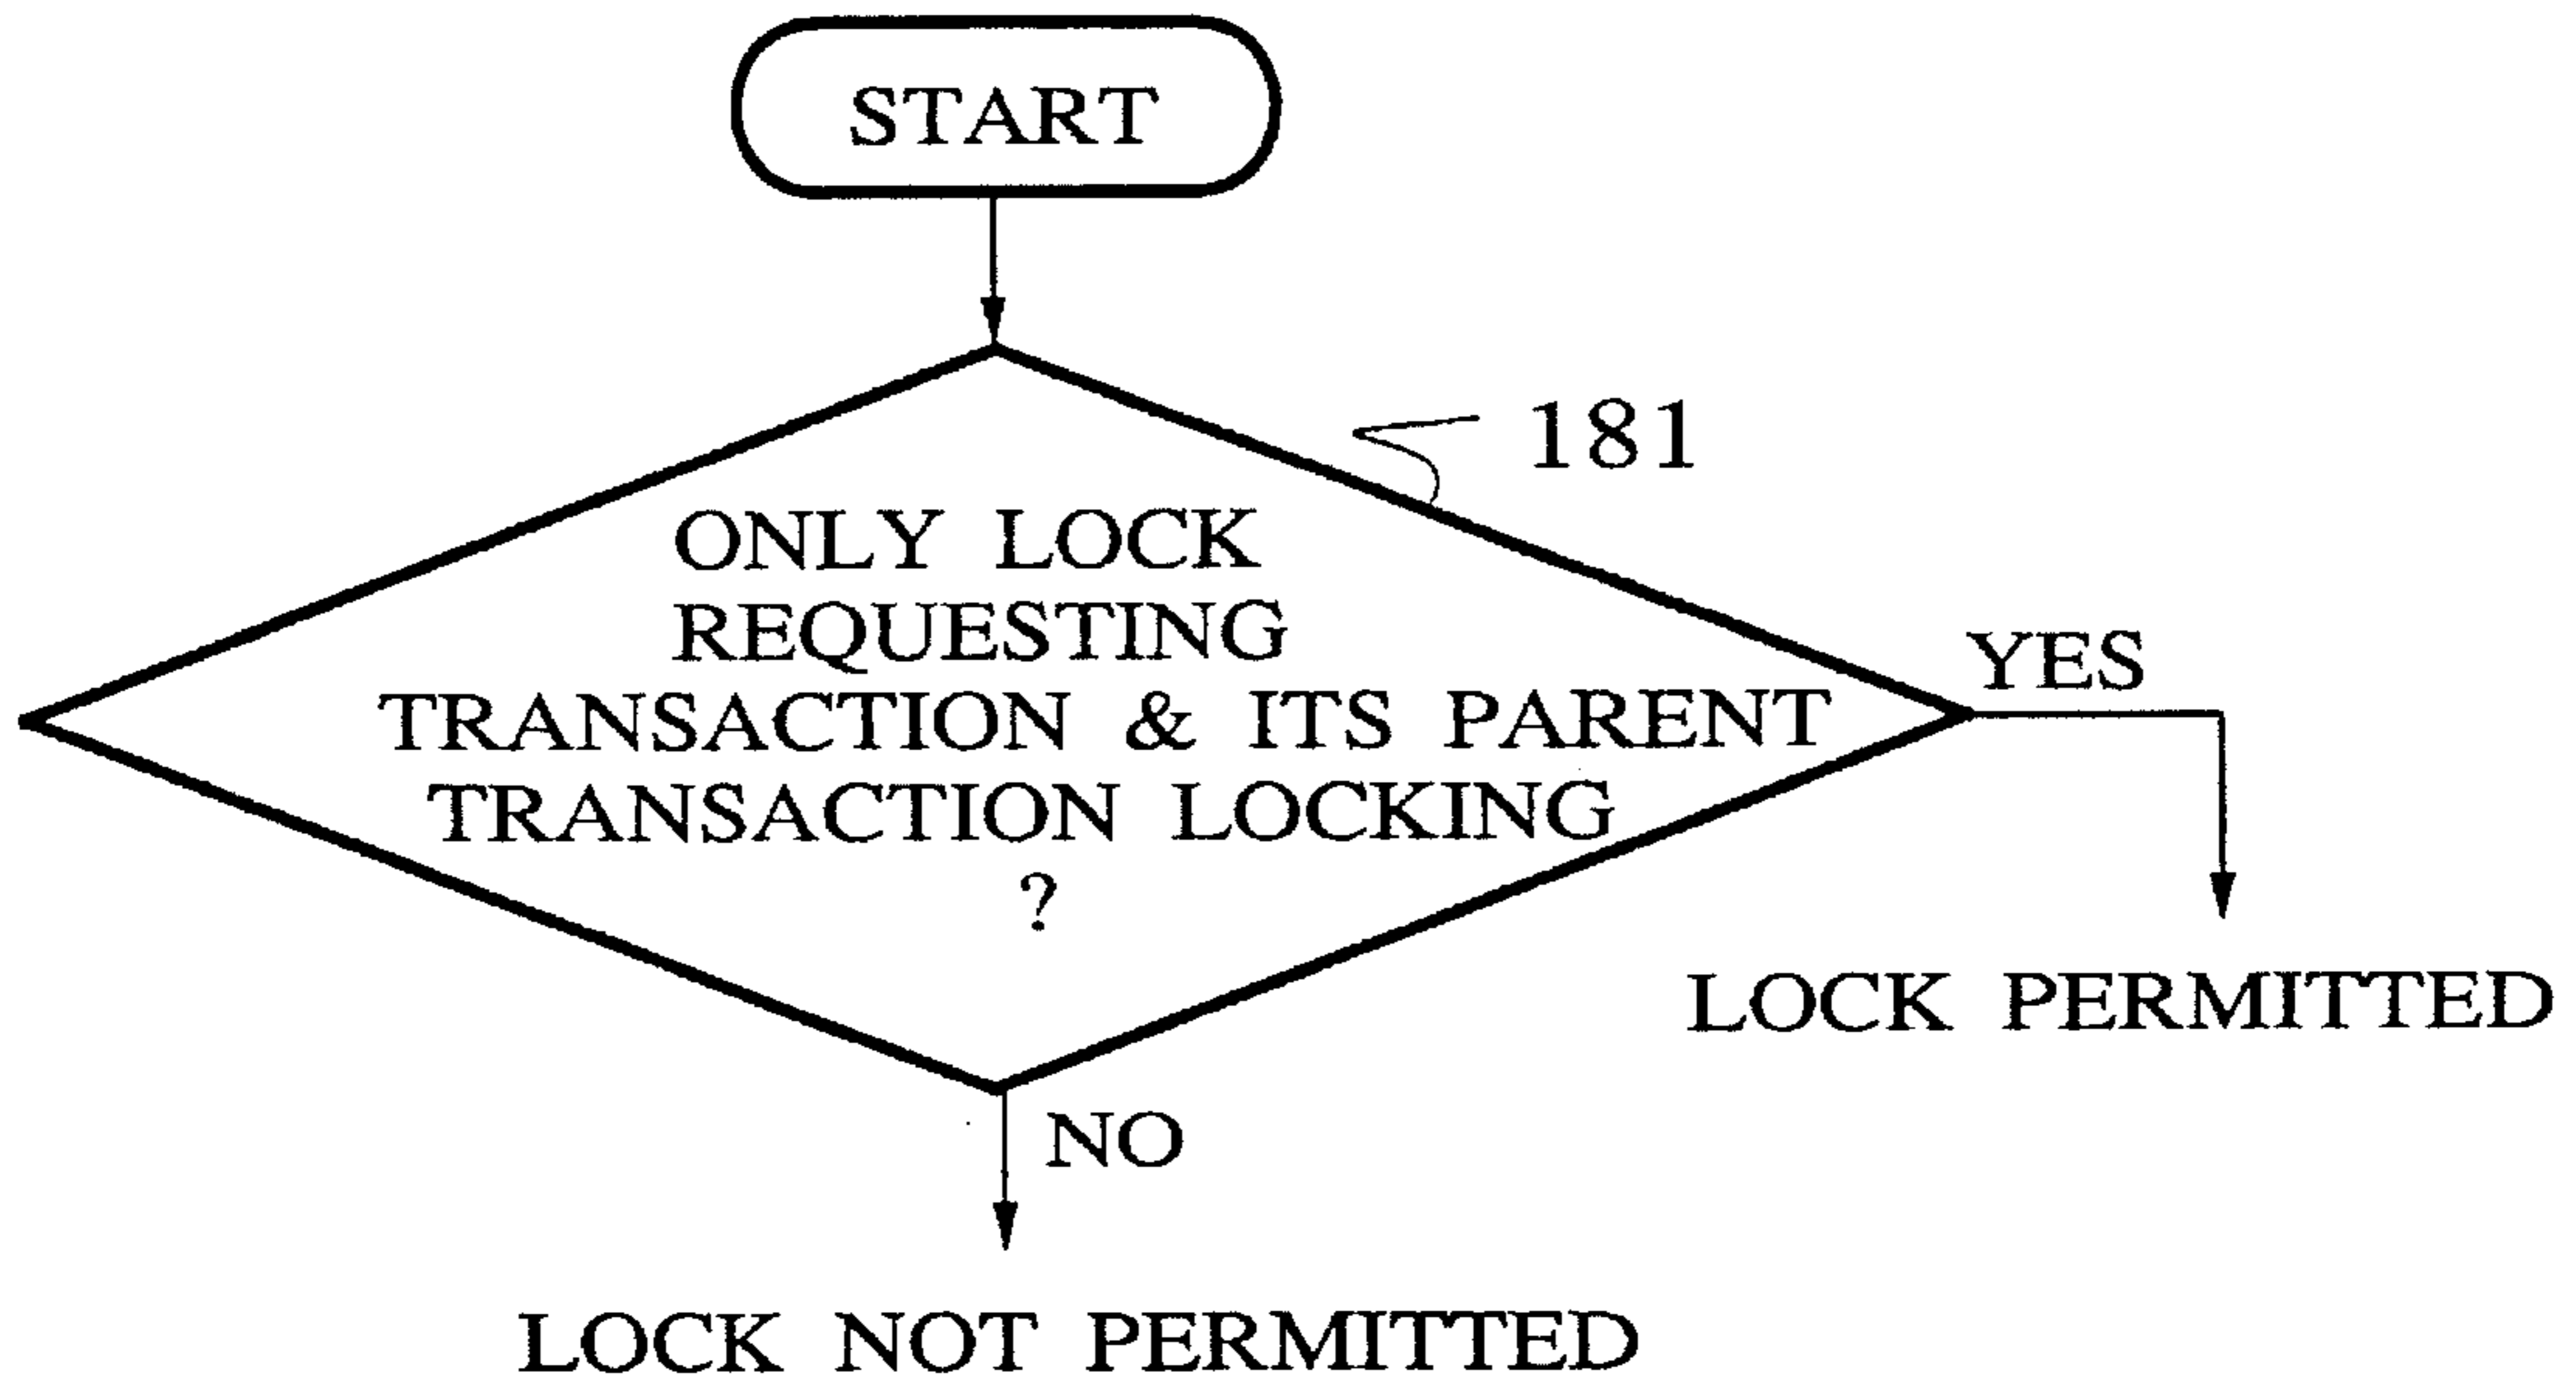 START
181
ONLY LOCK
REQUESTING
TRANSACTION & ITS PARENT
TRANSACTION LOCKING
?
YES
LOCK PERMITTED
NO
LOCK NOT PERMITTED